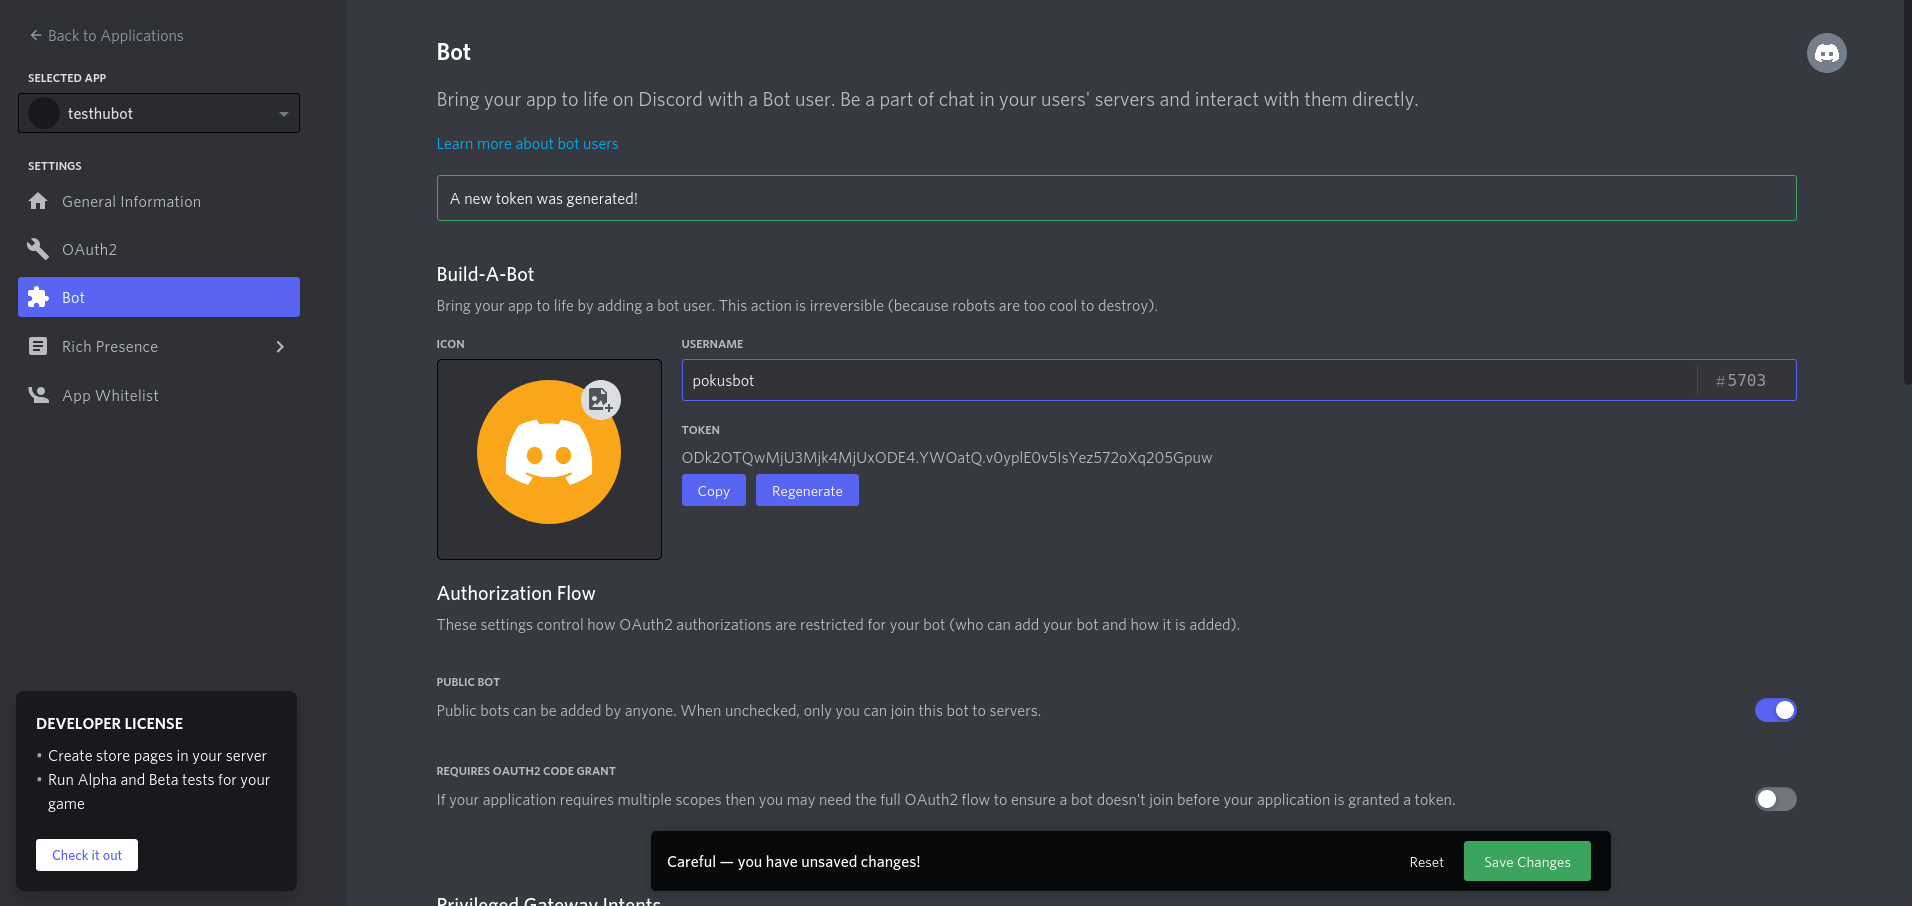 Back to Applications
SELECTED APP
testhubot
SETTINGS
General Information
OAuth2
Bot
Rich Presence
App Whitelist
DEVELOPER LICENSE
• Create store pages in your server
• Run Alpha and Beta tests for your
game
Check it out
Bot
Bring your app to life on Discord with a Bot user. Be a part of chat in your users' servers and interact with them directly.
Learn more about bot users
A new token was generated!
Build-A-Bot
Bring your app to life by adding a bot user. This action is irreversible (because robots are too cool to destroy).
ICON
USERNAME
pokusbot #5703
TOKEN
ODk2OTQwMjU3Mjk4MjUxODE4.YWOatQ.v0yplE0v5IsYez572oXq205Gpuw
Copy Regenerate
Authorization Flow
These settings control how OAuth2 authorizations are restricted for your bot (who can add your bot and how it is added).
PUBLIC BOT
Public bots can be added by anyone. When unchecked, only you can join this bot to servers.
REQUIRES OAUTH2 CODE GRANT
If your application requires multiple scopes then you may need the full OAuth2 flow to ensure a bot doesn't join before your application is granted a token.
Careful — you have unsaved changes! Reset Save Changes
Privileged Gateway Intents